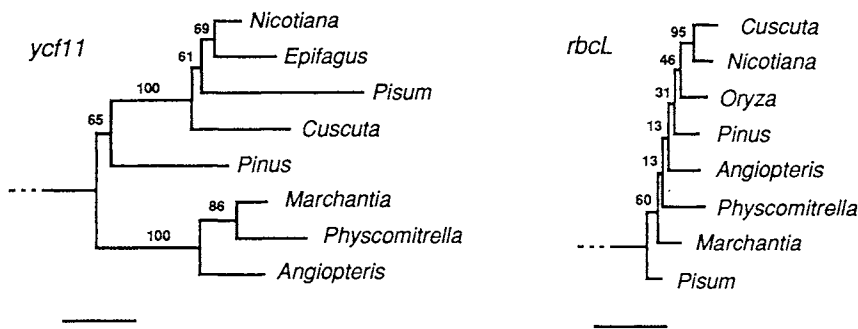 ycf11
69
Nicotiana
61
Epifagus
100
Pisum
65
Cuscuta
Pinus
86
Marchantia
100
Physcomitrella
Angiopteris
rbcL
95
Cuscuta
46
Nicotiana
31
Oryza
13
Pinus
13
Angiopteris
60
Physcomitrella
Marchantia
Pisum